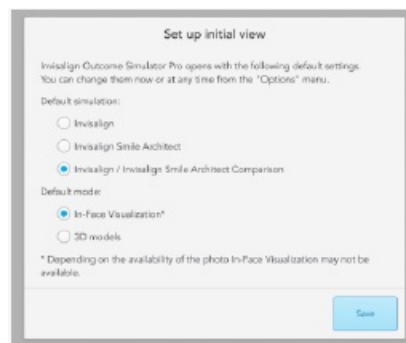 Set up initial view
Invisalign Outcome Simulator Pro opens with the following default settings.
You can change them now or at any time from the "Options" menu.
Default simulation:
Invisalign
Invisalign Smile Architect
Invisalign / Invisalign Smile Architect Comparison
Default mode:
In-Face Visualization*
3D models
* Depending on the availability of the photo In-Face Visualization may not be
available.
Save